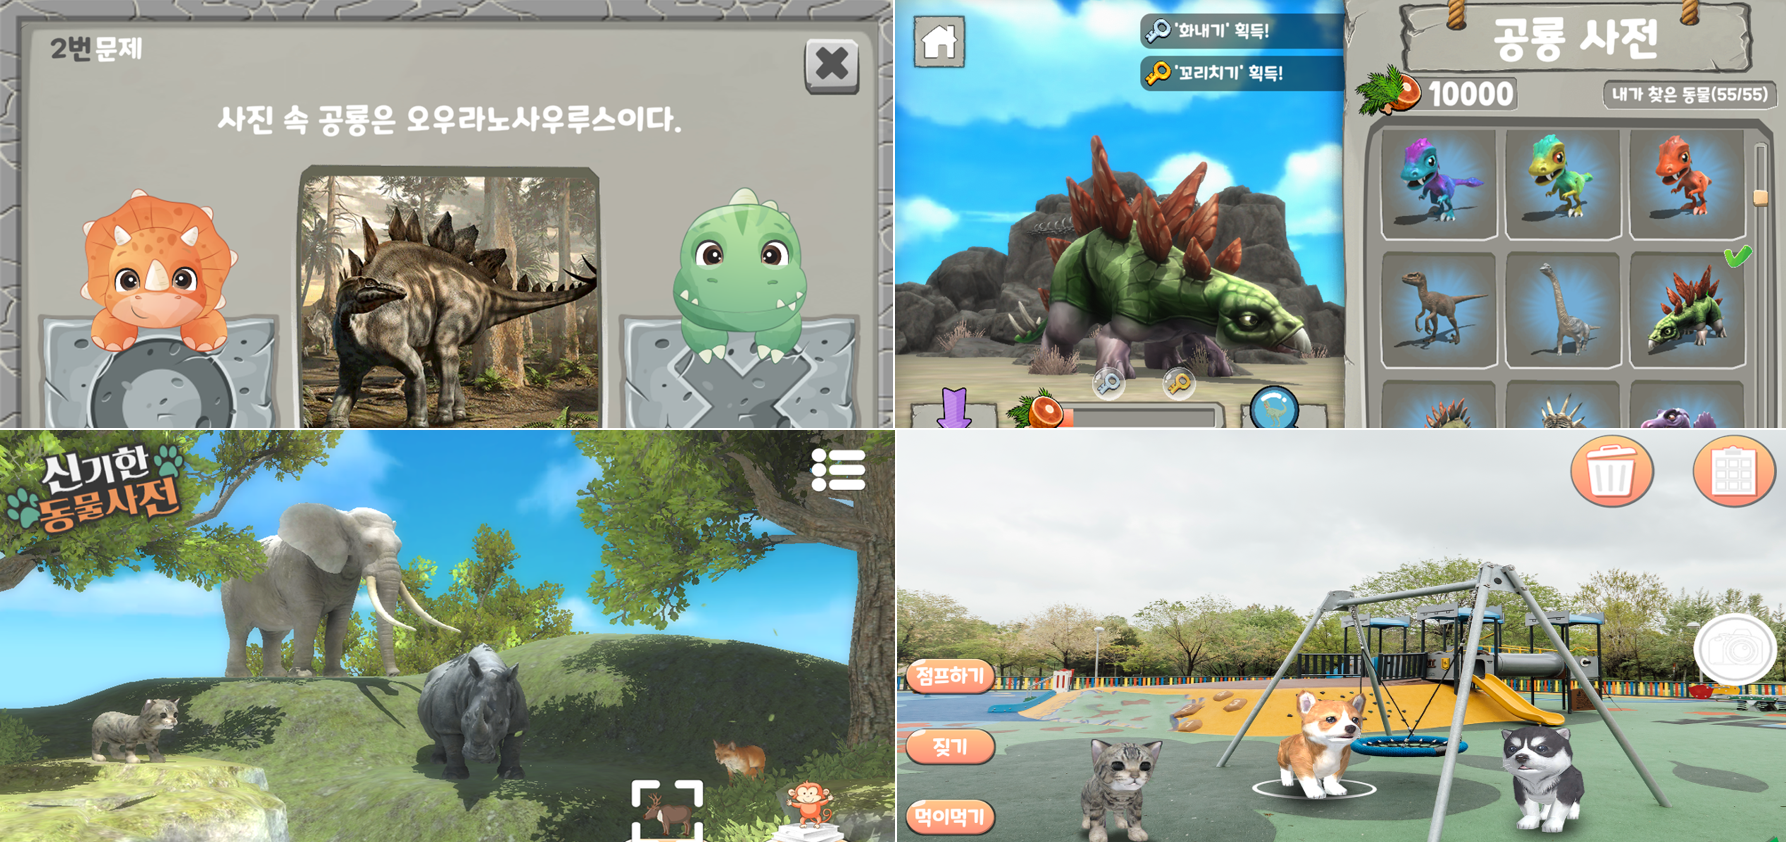 2번 문제
사진 속 공룡은 오우라노사우루스이다.
'화내기' 획득!
'꼬리치기' 획득!
공룡 사전
10000
내가 찾은 동물(55/55)
신기한
동물사전
점프하기
짖기
먹이먹기